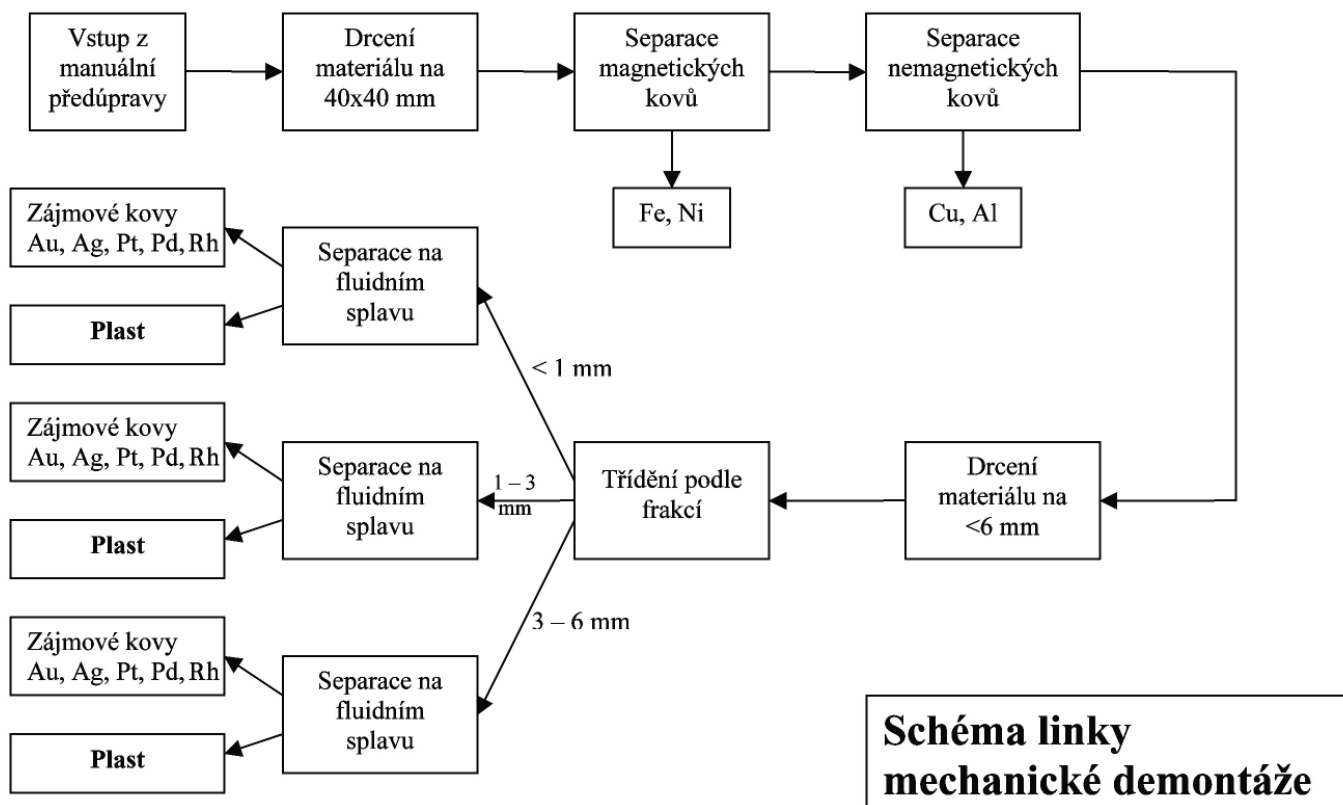 Vstup z
manuální
předúpravy
Drcení
materiálu na
40x40 mm
Separace
magnetických
kovů
Separace
nemagnetických
kovů
Fe, Ni
Cu, Al
Zájmové kovy
Au, Ag, Pt, Pd, Rh
Plast
Separace na
fluidním
splavu
< 1 mm
Zájmové kovy
Au, Ag, Pt, Pd, Rh
Plast
Separace na
fluidním
splavu
1 – 3
mm
Třídění podle
frakcí
Drcení
materiálu na
<6 mm
3 – 6 mm
Zájmové kovy
Au, Ag, Pt, Pd, Rh
Plast
Separace na
fluidním
splavu
Schéma linky
mechanické demontáže